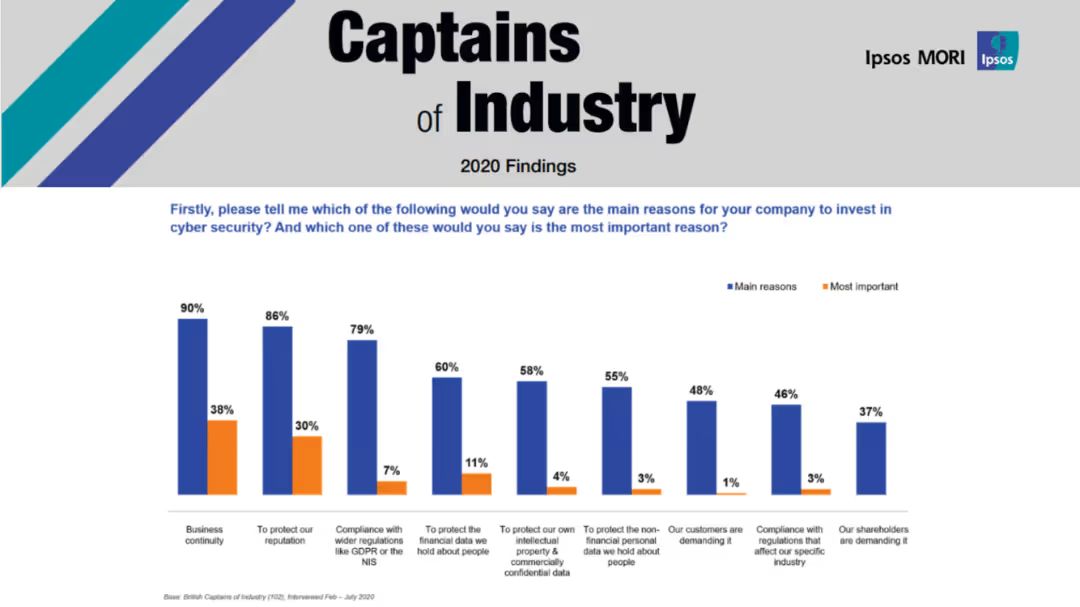 Captains
of Industry
2020 Findings
Ipsos MORI
Ipsos
Firstly, please tell me which of the following would you say are the main reasons for your company to invest in
cyber security? And which one of these would you say is the most important reason?
Main reasons
Most important
90%
38%
86%
30%
79%
7%
60%
11%
58%
4%
55%
3%
48%
1%
46%
3%
37%
Business
continuity
To protect our
reputation
Compliance with
wider regulations
like GDPR or the
NIS
To protect the
financial data we
hold about people
To protect our own
intellectual
property &
commercially
confidential data
To protect the non-
financial personal
data we hold about
people
Our customers are
demanding it
Compliance with
regulations that
affect our specific
industry
Our shareholders
are demanding it
Base: British Captains of Industry (102), Interviewed Feb – July 2020